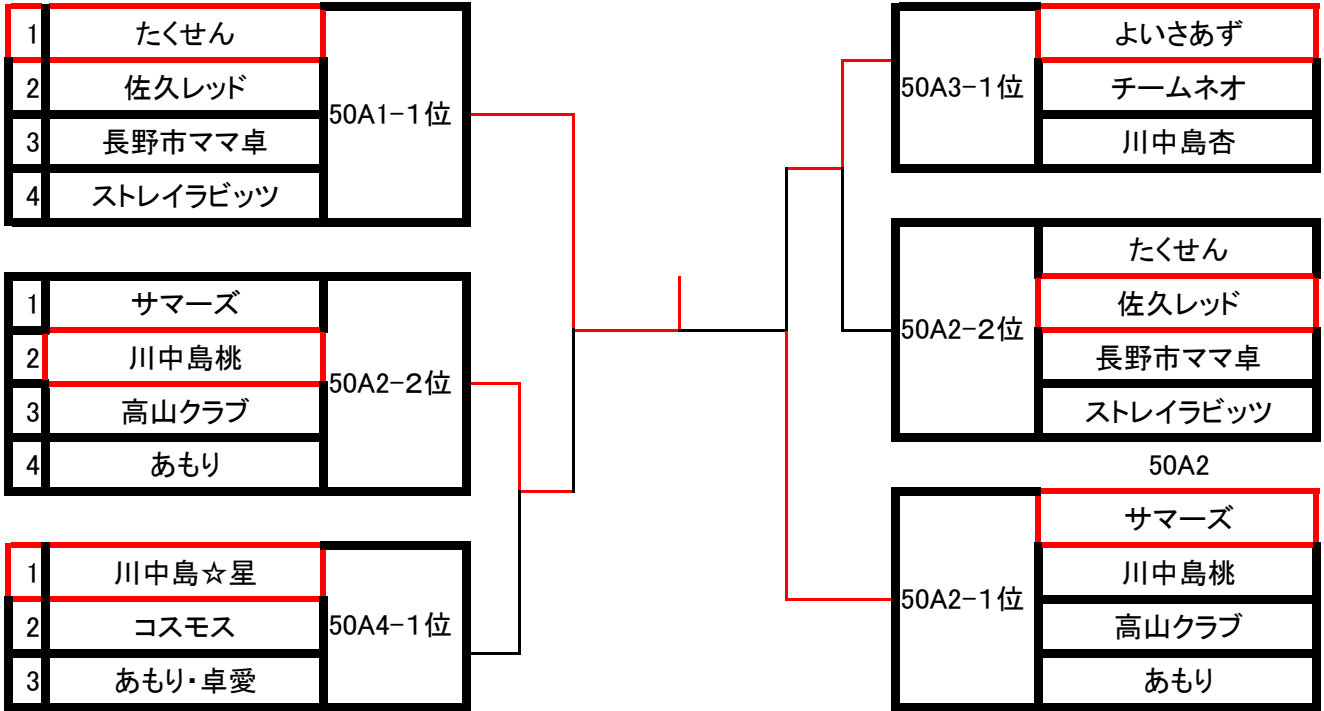 1 たくせん
2 佐久レッド
3 長野市ママ卓
4 ストレイラビッツ
50A1-1位
1 サマーズ
2 川中島桃
3 高山クラブ
4 あもり
50A2-2位
1 川中島☆星
2 コスモス
3 あもり・卓愛
50A4-1位
50A3-1位
よいさあず
チームネオ
川中島杏
50A2-2位
たくせん
佐久レッド
長野市ママ卓
ストレイラビッツ
50A2
50A2-1位
サマーズ
川中島桃
高山クラブ
あもり